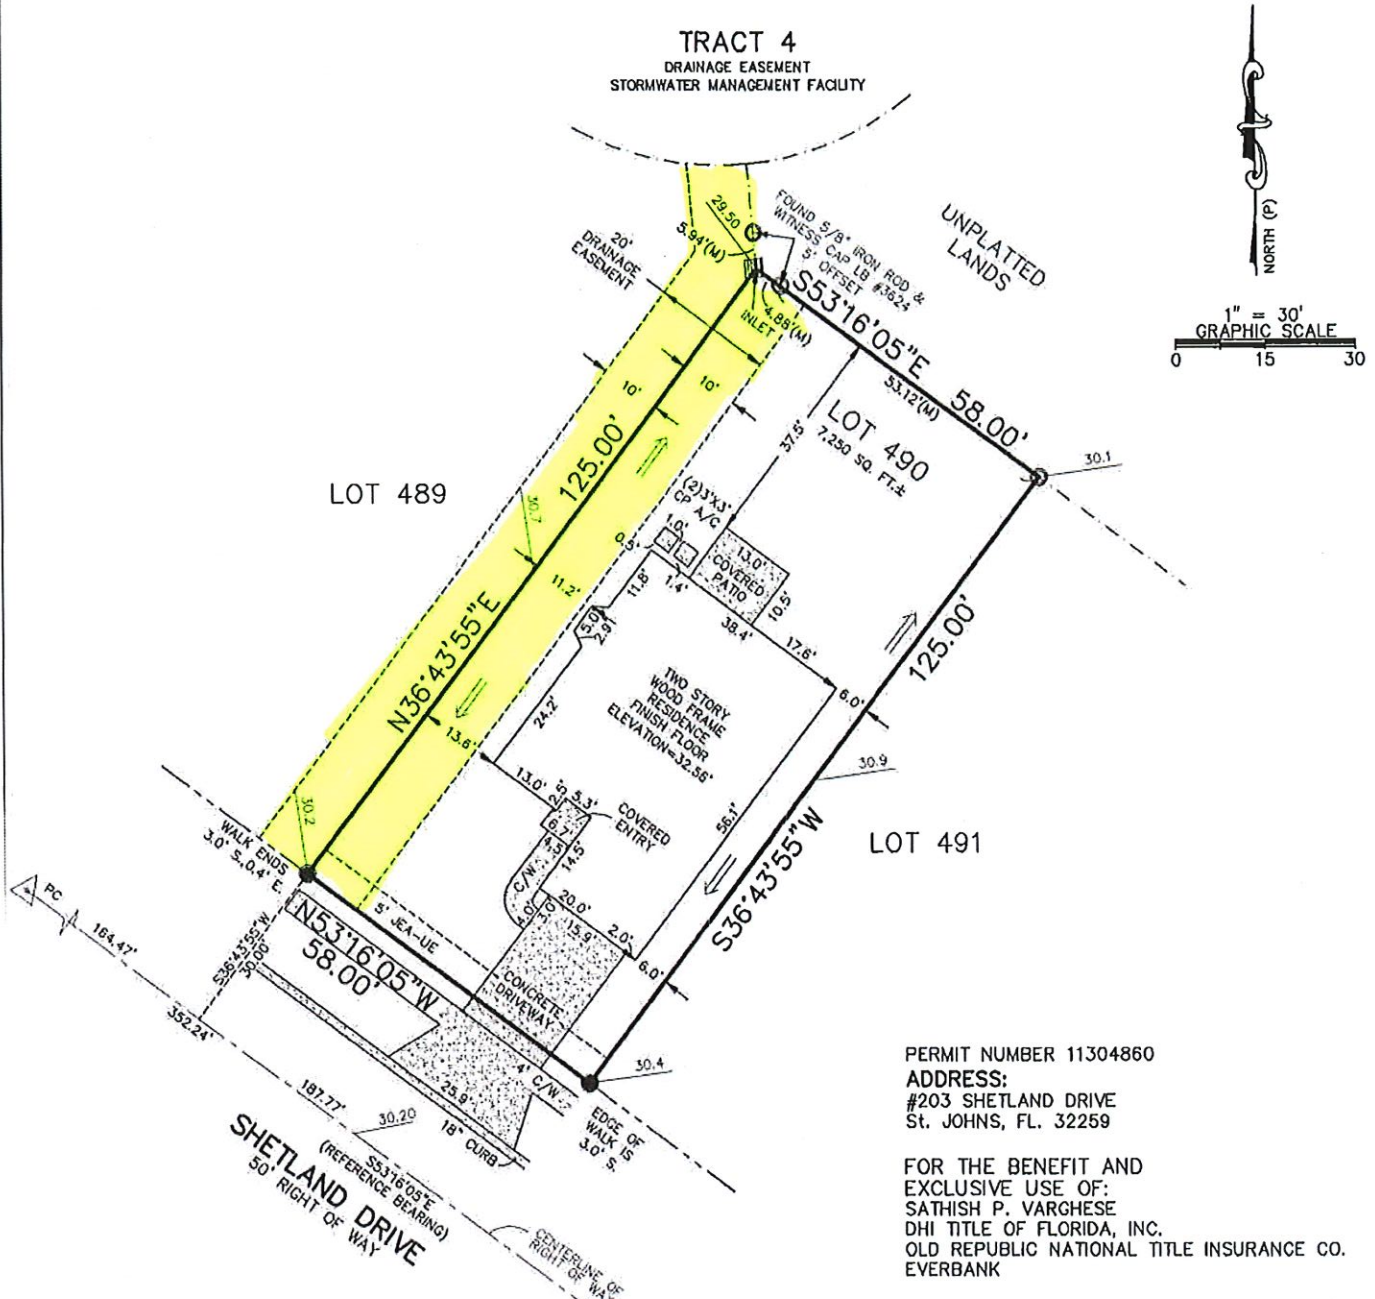 TRACT 4
DRAINAGE EASEMENT
STORMWATER MANAGEMENT FACILITY
NORTH (P)
1" = 30'
GRAPHIC SCALE
0 15 30
UNPLATTED
LANDS
FOUND 5/8" IRON ROD &
WITNESS CAP LB #3624
5' OFFSET
29.50
5.94'(M)
20'
DRAINAGE
EASEMENT
INLET
4.88'(M)
S53°16'05"E 58.00'
53.12'(M)
LOT 490
7,250 SQ. FT.±
30.1
10'
10'
37.5'
LOT 489
N36°43'55"E 125.00'
30.7
11.2'
(2)3'X3'
CP A/C
1.0'
0.5'
11.8'
1.4'
13.0'
COVERED
PATIO
10.5'
38.4'
17.6'
5.0'
2.9'
24.2'
13.6'
TWO STORY
WOOD FRAME
RESIDENCE
FINISH FLOOR
ELEVATION=32.56'
6.0'
125.00'
S36°43'55"W
30.9
LOT 491
56.1'
13.0'
2.5'
5.3'
COVERED
ENTRY
6.7'
4.5'
14.5'
C/W
4.0'
3.0'
20.0'
15.9'
2.0'
6.0'
CONCRETE
DRIVEWAY
30.2
WALK ENDS
3.0' S.,0.4' E.
5' JEA-UE
N53°16'05"W
58.00'
PC
164.47'
S36°43'55"W
50.00'
352.24'
187.77'
30.20
25.9'
18" CURB
4' C/W
30.4
EDGE OF
WALK IS
3.0' S.
S53°16'05"E
(REFERENCE BEARING)
SHETLAND DRIVE
50' RIGHT OF WAY
CENTERLINE OF
RIGHT OF WAY
PERMIT NUMBER 11304860
ADDRESS:
#203 SHETLAND DRIVE
St. JOHNS, FL. 32259
FOR THE BENEFIT AND
EXCLUSIVE USE OF:
SATHISH P. VARGHESE
DHI TITLE OF FLORIDA, INC.
OLD REPUBLIC NATIONAL TITLE INSURANCE CO.
EVERBANK